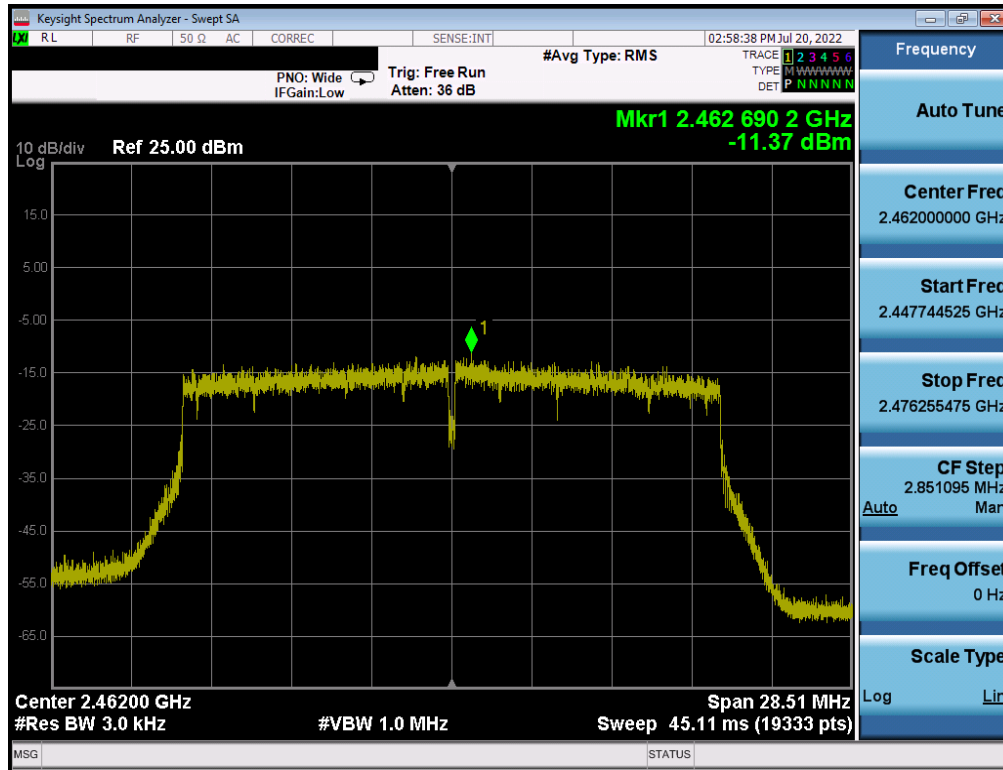 Keysight Spectrum Analyzer - Swept SA
LXI RL RF 50 Ω AC CORREC SENSE:INT 02:58:38 PM Jul 20, 2022
PNO: Wide
IFGain:Low
Trig: Free Run
Atten: 36 dB
#Avg Type: RMS
TRACE 1 2 3 4 5 6
TYPE M W W W W W
DET P N N N N N
Mkr1 2.462 690 2 GHz
-11.37 dBm
10 dB/div Ref 25.00 dBm
Log
15.0
5.00
-5.00
-15.0
-25.0
-35.0
-45.0
-55.0
-65.0
1
Center 2.46200 GHz Span 28.51 MHz
#Res BW 3.0 kHz #VBW 1.0 MHz Sweep 45.11 ms (19333 pts)
MSG STATUS
Frequency
Auto Tune
Center Freq
2.462000000 GHz
Start Freq
2.447744525 GHz
Stop Freq
2.476255475 GHz
CF Step
2.851095 MHz
Auto Man
Freq Offset
0 Hz
Scale Type
Log Lin